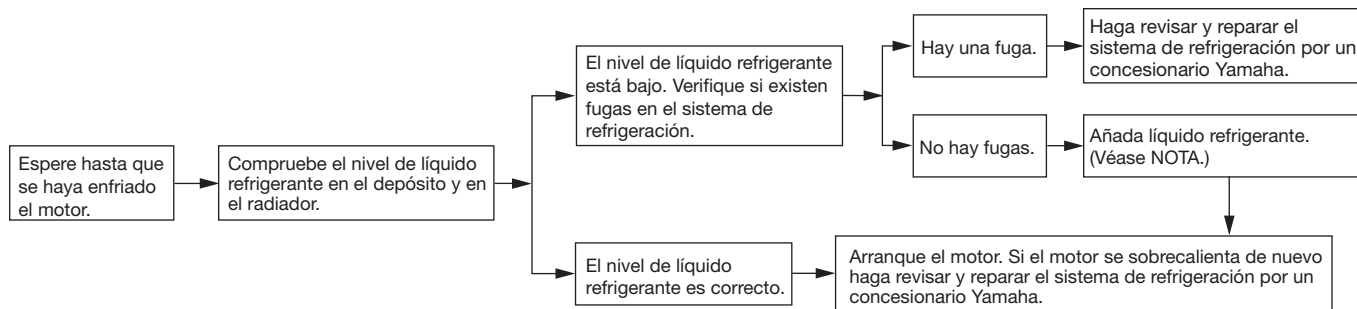 Espere hasta que
se haya enfriado
el motor.
Compruebe el nivel de líquido
refrigerante en el depósito y en
el radiador.
El nivel de líquido refrigerante
está bajo. Verifique si existen
fugas en el sistema de
refrigeración.
Hay una fuga.
Haga revisar y reparar el
sistema de refrigeración por un
concesionario Yamaha.
No hay fugas.
Añada líquido refrigerante.
(Véase NOTA.)
El nivel de líquido
refrigerante es correcto.
Arranque el motor. Si el motor se sobrecalienta de nuevo
haga revisar y reparar el sistema de refrigeración por un
concesionario Yamaha.